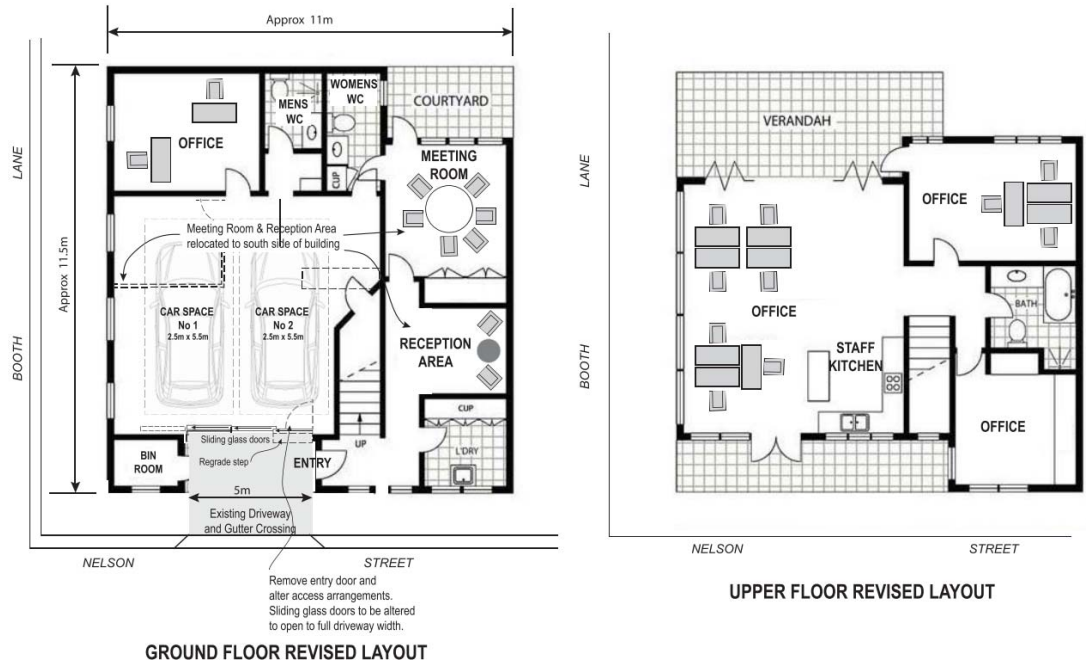 Approx 11m
LANE
BOOTH
Approx 11.5m
OFFICE
MENS
WC
WOMENS
WC
COURTYARD
CUP
MEETING
ROOM
Meeting Room & Reception Area
relocated to south side of building
CAR SPACE
No 1
2.5m x 5.5m
CAR SPACE
No 2
2.5m x 5.5m
RECEPTION
AREA
CUP
L'DRY
UP
Sliding glass doors
Regrade step
BIN
ROOM
ENTRY
5m
Existing Driveway
and Gutter Crossing
NELSON
STREET
Remove entry door and
alter access arrangements.
Sliding glass doors to be altered
to open to full driveway width.
GROUND FLOOR REVISED LAYOUT
LANE
BOOTH
VERANDAH
OFFICE
OFFICE
BATH
STAFF
KITCHEN
OFFICE
NELSON
STREET
UPPER FLOOR REVISED LAYOUT